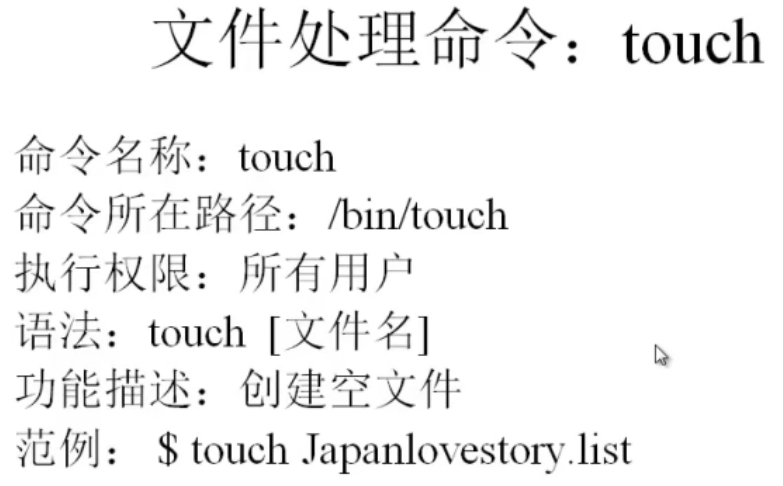 文件处理命令：touch
命令名称：touch
命令所在路径：/bin/touch
执行权限：所有用户
语法：touch [文件名]
功能描述：创建空文件
范例： $ touch Japanlovestory.list